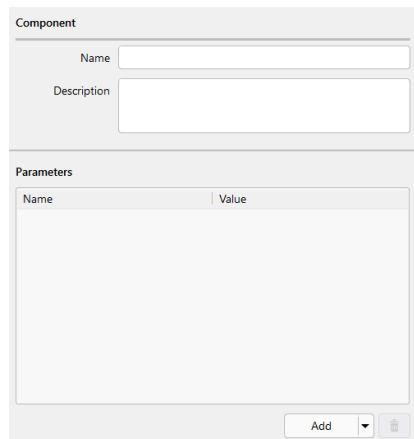 Component
Name
Description
Parameters
Name Value
Add